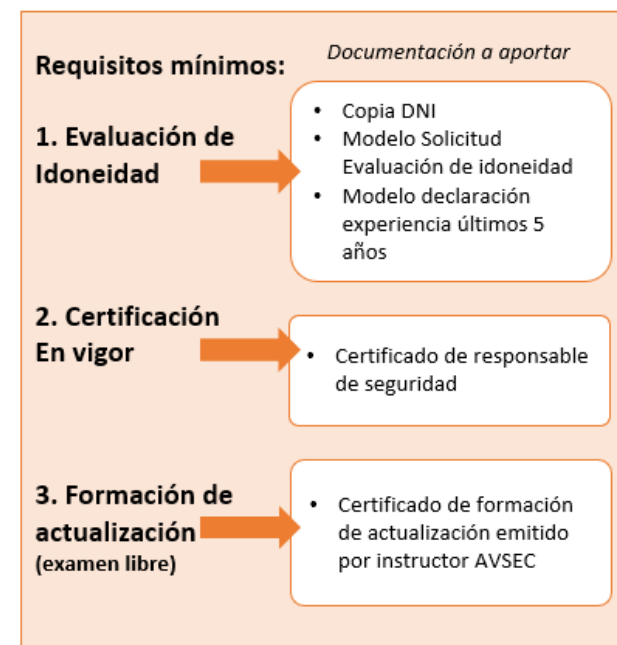 Documentación a aportar
Requisitos mínimos:
1. Evaluación de
Idoneidad
• Copia DNI
• Modelo Solicitud
Evaluación de idoneidad
• Modelo declaración
experiencia últimos 5
años
2. Certificación
En vigor
• Certificado de responsable
de seguridad
3. Formación de
actualización
(examen libre)
• Certificado de formación
de actualización emitido
por instructor AVSEC